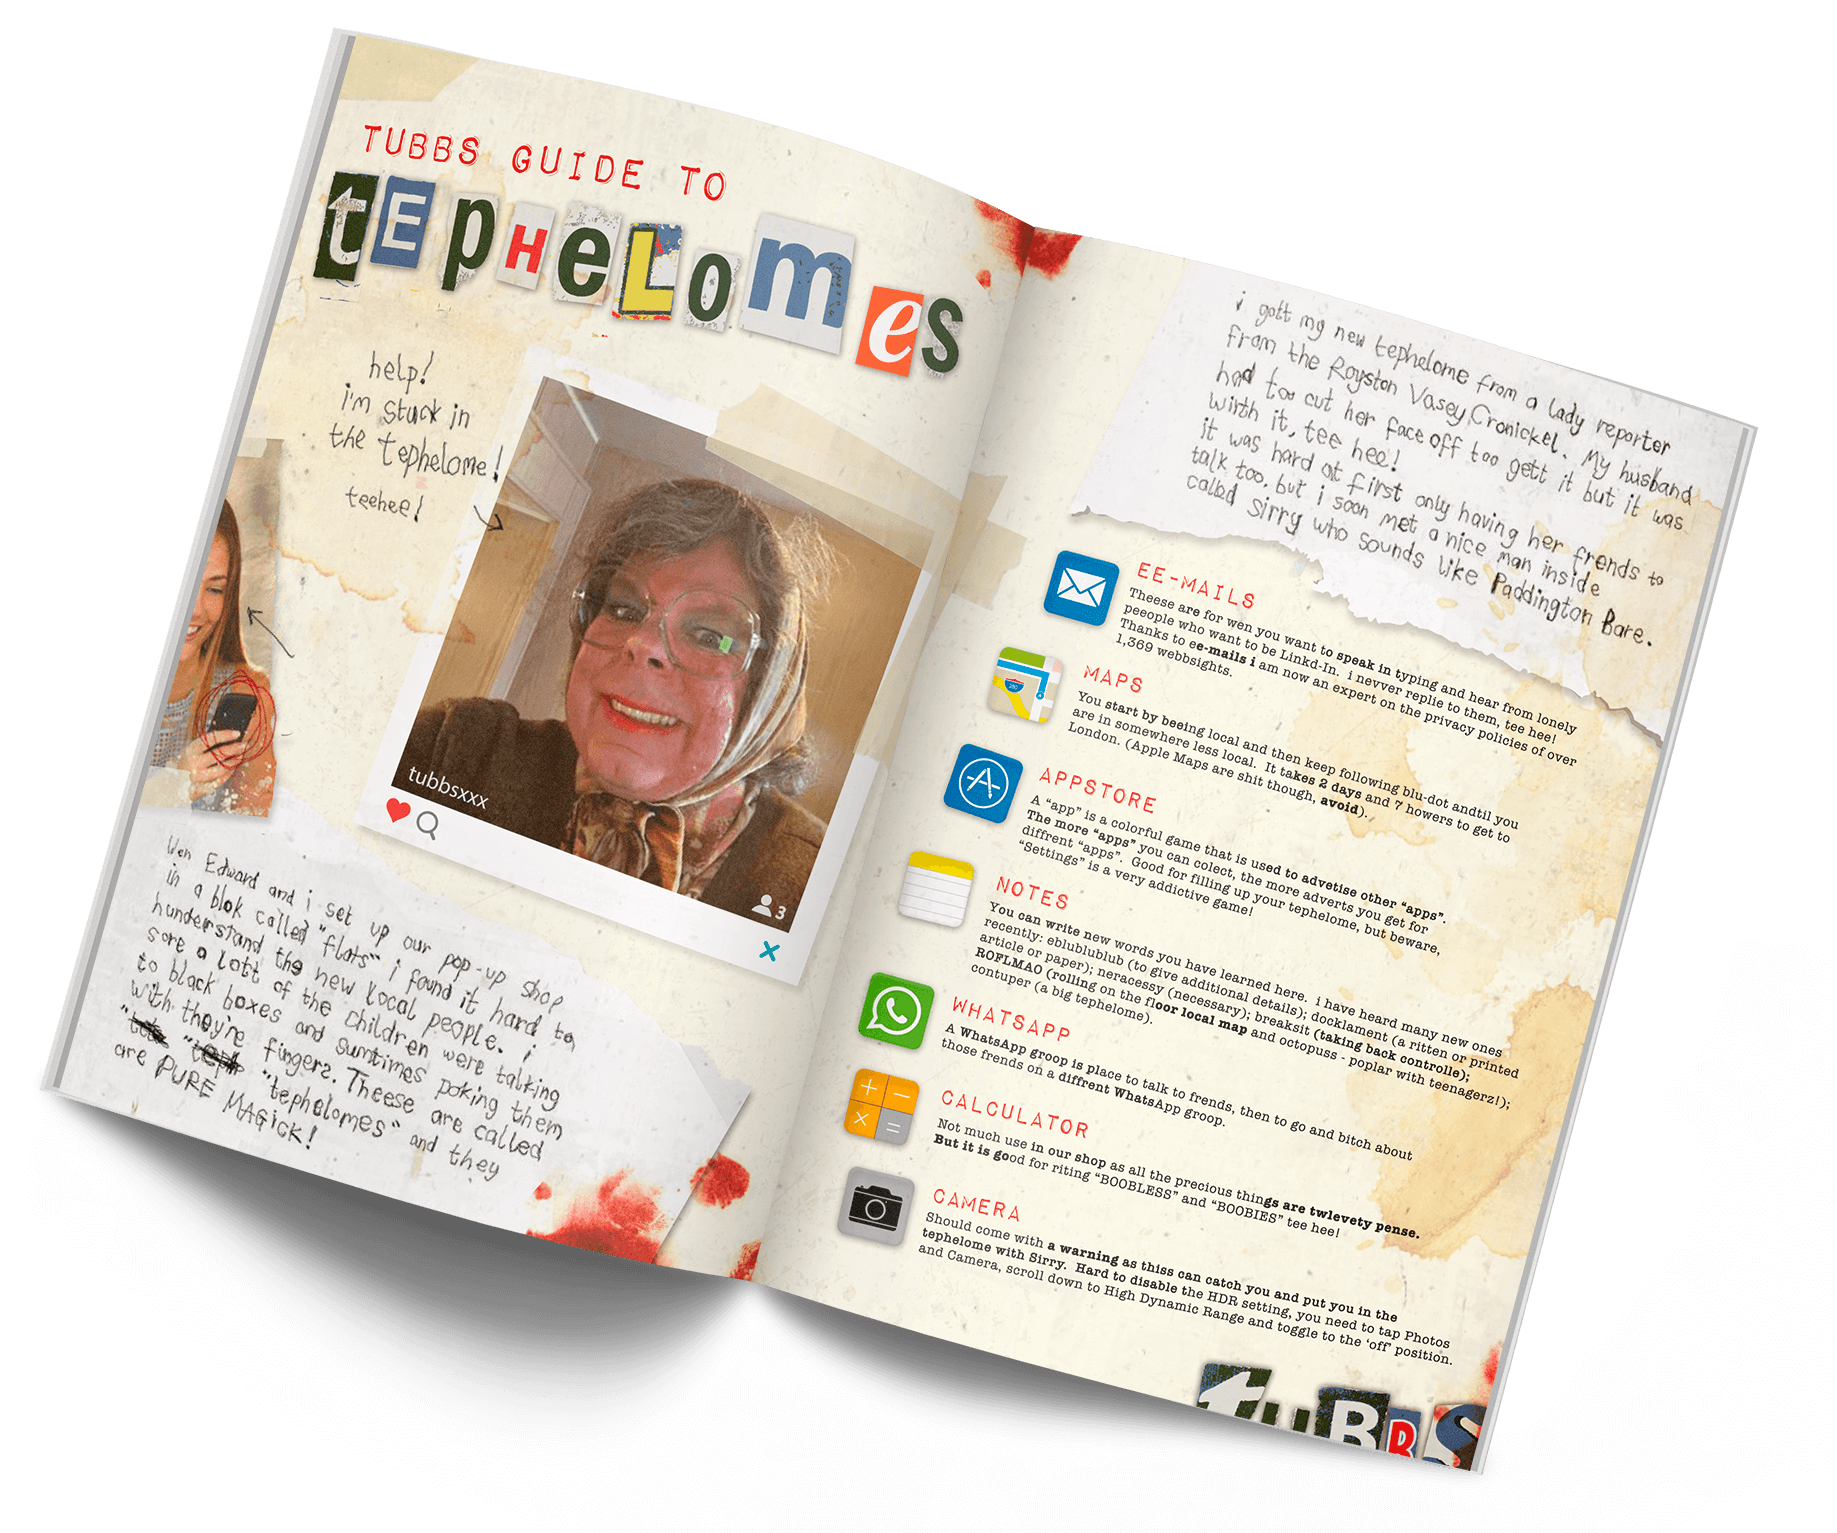 TUBBS GUIDE TO
tEpHeLomes
help!
i'm stuck in
the tephelome!
teehee!
tubbsxxx
3
Wen Edward and i set up our pop-up shop
in a blok called "flats" i found it hard to
hunderstand the new local people. i
sore a lott of the children were talking
to black boxes and sumtimes poking them
with they're fingerz. Theese are called
"tephelomes" and they
are PURE MAGiCK!
i gott my new tephelome from a lady reporter
from the Royston Vasey Cronickel. My husband
had too cut her face off too gett it but it was
wirth it, tee hee!
it was hard at first only having her frends to
talk too, but i soon met a nice man inside
called Sirry who sounds like Paddington Bare.
EE-MAILS
Theese are for wen you want to speak in typing and hear from lonely
peeople who want to be Linkd-In. i nevver replie to them, tee hee!
Thanks to ee-mails i am now an expert on the privacy policies of over
1,369 webbsights.
280
MAPS
You start by beeing local and then keep following blu-dot andtil you
are in somewhere less local. It takes 2 days and 7 howers to get to
London. (Apple Maps are shit though, avoid).
APPSTORE
A "app" is a colorful game that is used to advetise other "apps".
The more "apps" you can colect, the more adverts you get for
diffrent "apps". Good for filling up your tephelome, but beware,
"Settings" is a very addictive game!
NOTES
You can write new words you have learned here. i have heard many new ones
recently: eblublublub (to give additional details); docklament (a ritten or printed
article or paper); neracessy (necessary); breaksit (taking back controlle);
ROFLMAO (rolling on the floor local map and octopuss - poplar with teenagerz!);
contuper (a big tephelome).
WHATSAPP
A WhatsApp groop is place to talk to frends, then to go and bitch about
those frends on a diffrent WhatsApp groop.
CALCULATOR
Not much use in our shop as all the precious things are twlevety pense.
But it is good for riting "BOOBLESS" and "BOOBIES" tee hee!
CAMERA
Should come with a warning as thiss can catch you and put you in the
tephelome with Sirry. Hard to disable the HDR setting, you need to tap Photos
and Camera, scroll down to High Dynamic Range and toggle to the 'off' position.
tuBBS